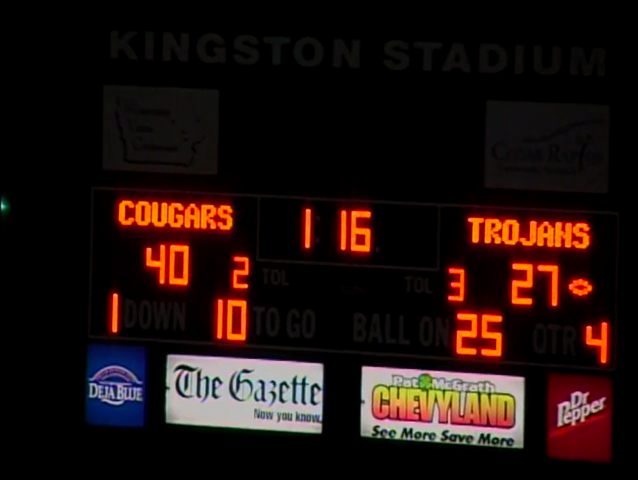 KINGSTON STADIUM
COUGARS 1:16 TROJANS
40 2 TOL TOL 3 27
1 DOWN 10 TO GO BALL ON 25 QTR 4
DEJA BLUE
The Gazette
Now you know.
Pat McGrath
CHEVYLAND
See More Save More
Dr Pepper